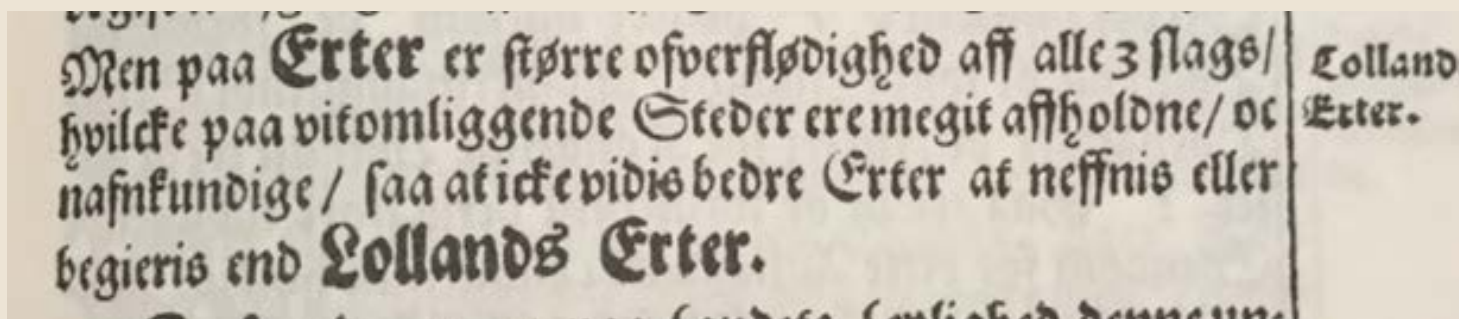 Men paa Erter er større ofverflødighed aff alle 3 slags/
hvilcke paa vitomliggende Steder ere megit affholdne/ oc
nafnkundige/ saa at icke vidis bedre Erter at neffnis eller
begieris end Lollands Erter.
Lolland
Erter.